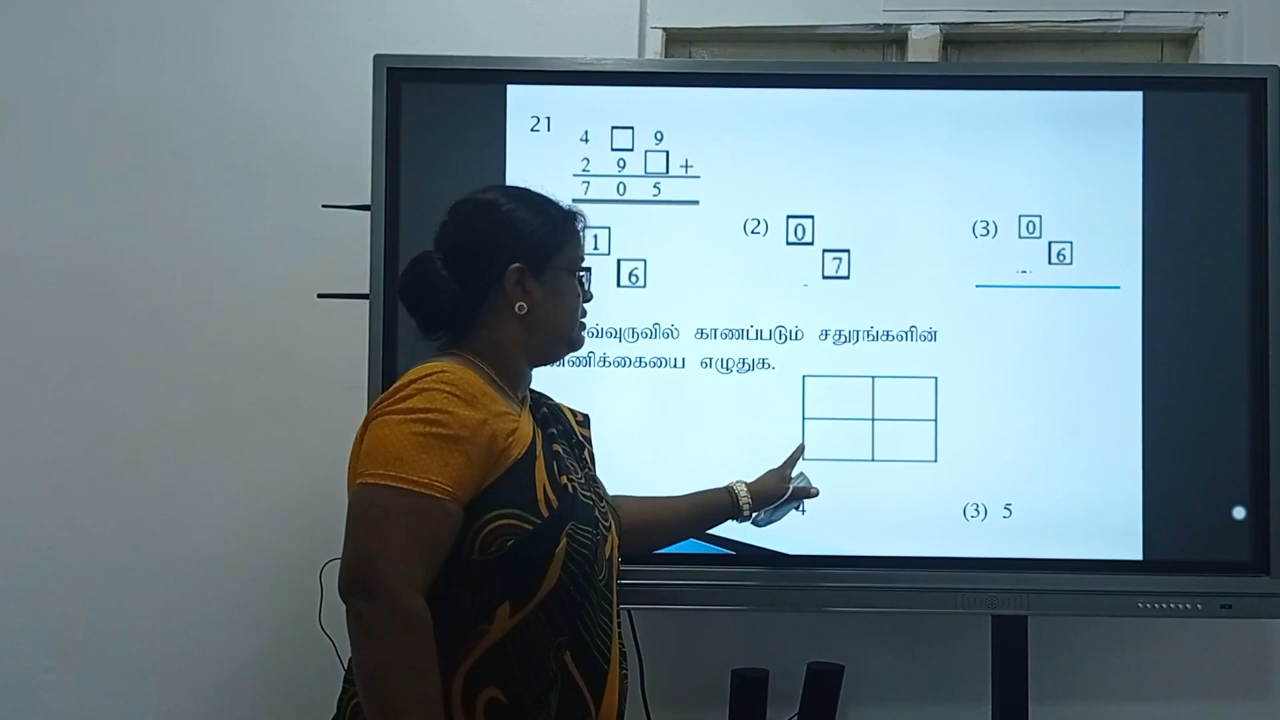 21
4 □ 9
2 9 □ +
7 0 5
1 (2) 0 (3) 0
6 7 6
காணப்படும் சதுரங்களின்
எழுதுக.
4 (3) 5